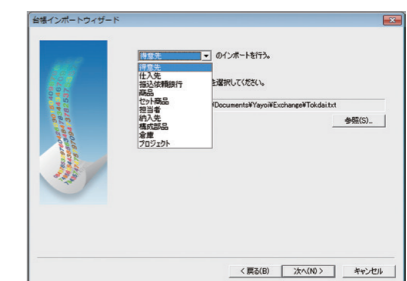 台帳インポートウィザード
得意先 のインポートを行う。
得意先
仕入先
振込依頼銀行
商品
セット商品
担当者
納入先
構成部品
倉庫
プロジェクト
を選択してください。
¥Documents¥Yayoi¥Exchange¥Tokdai.txt
参照(S)...
< 戻る(B)
次へ(N) >
キャンセル